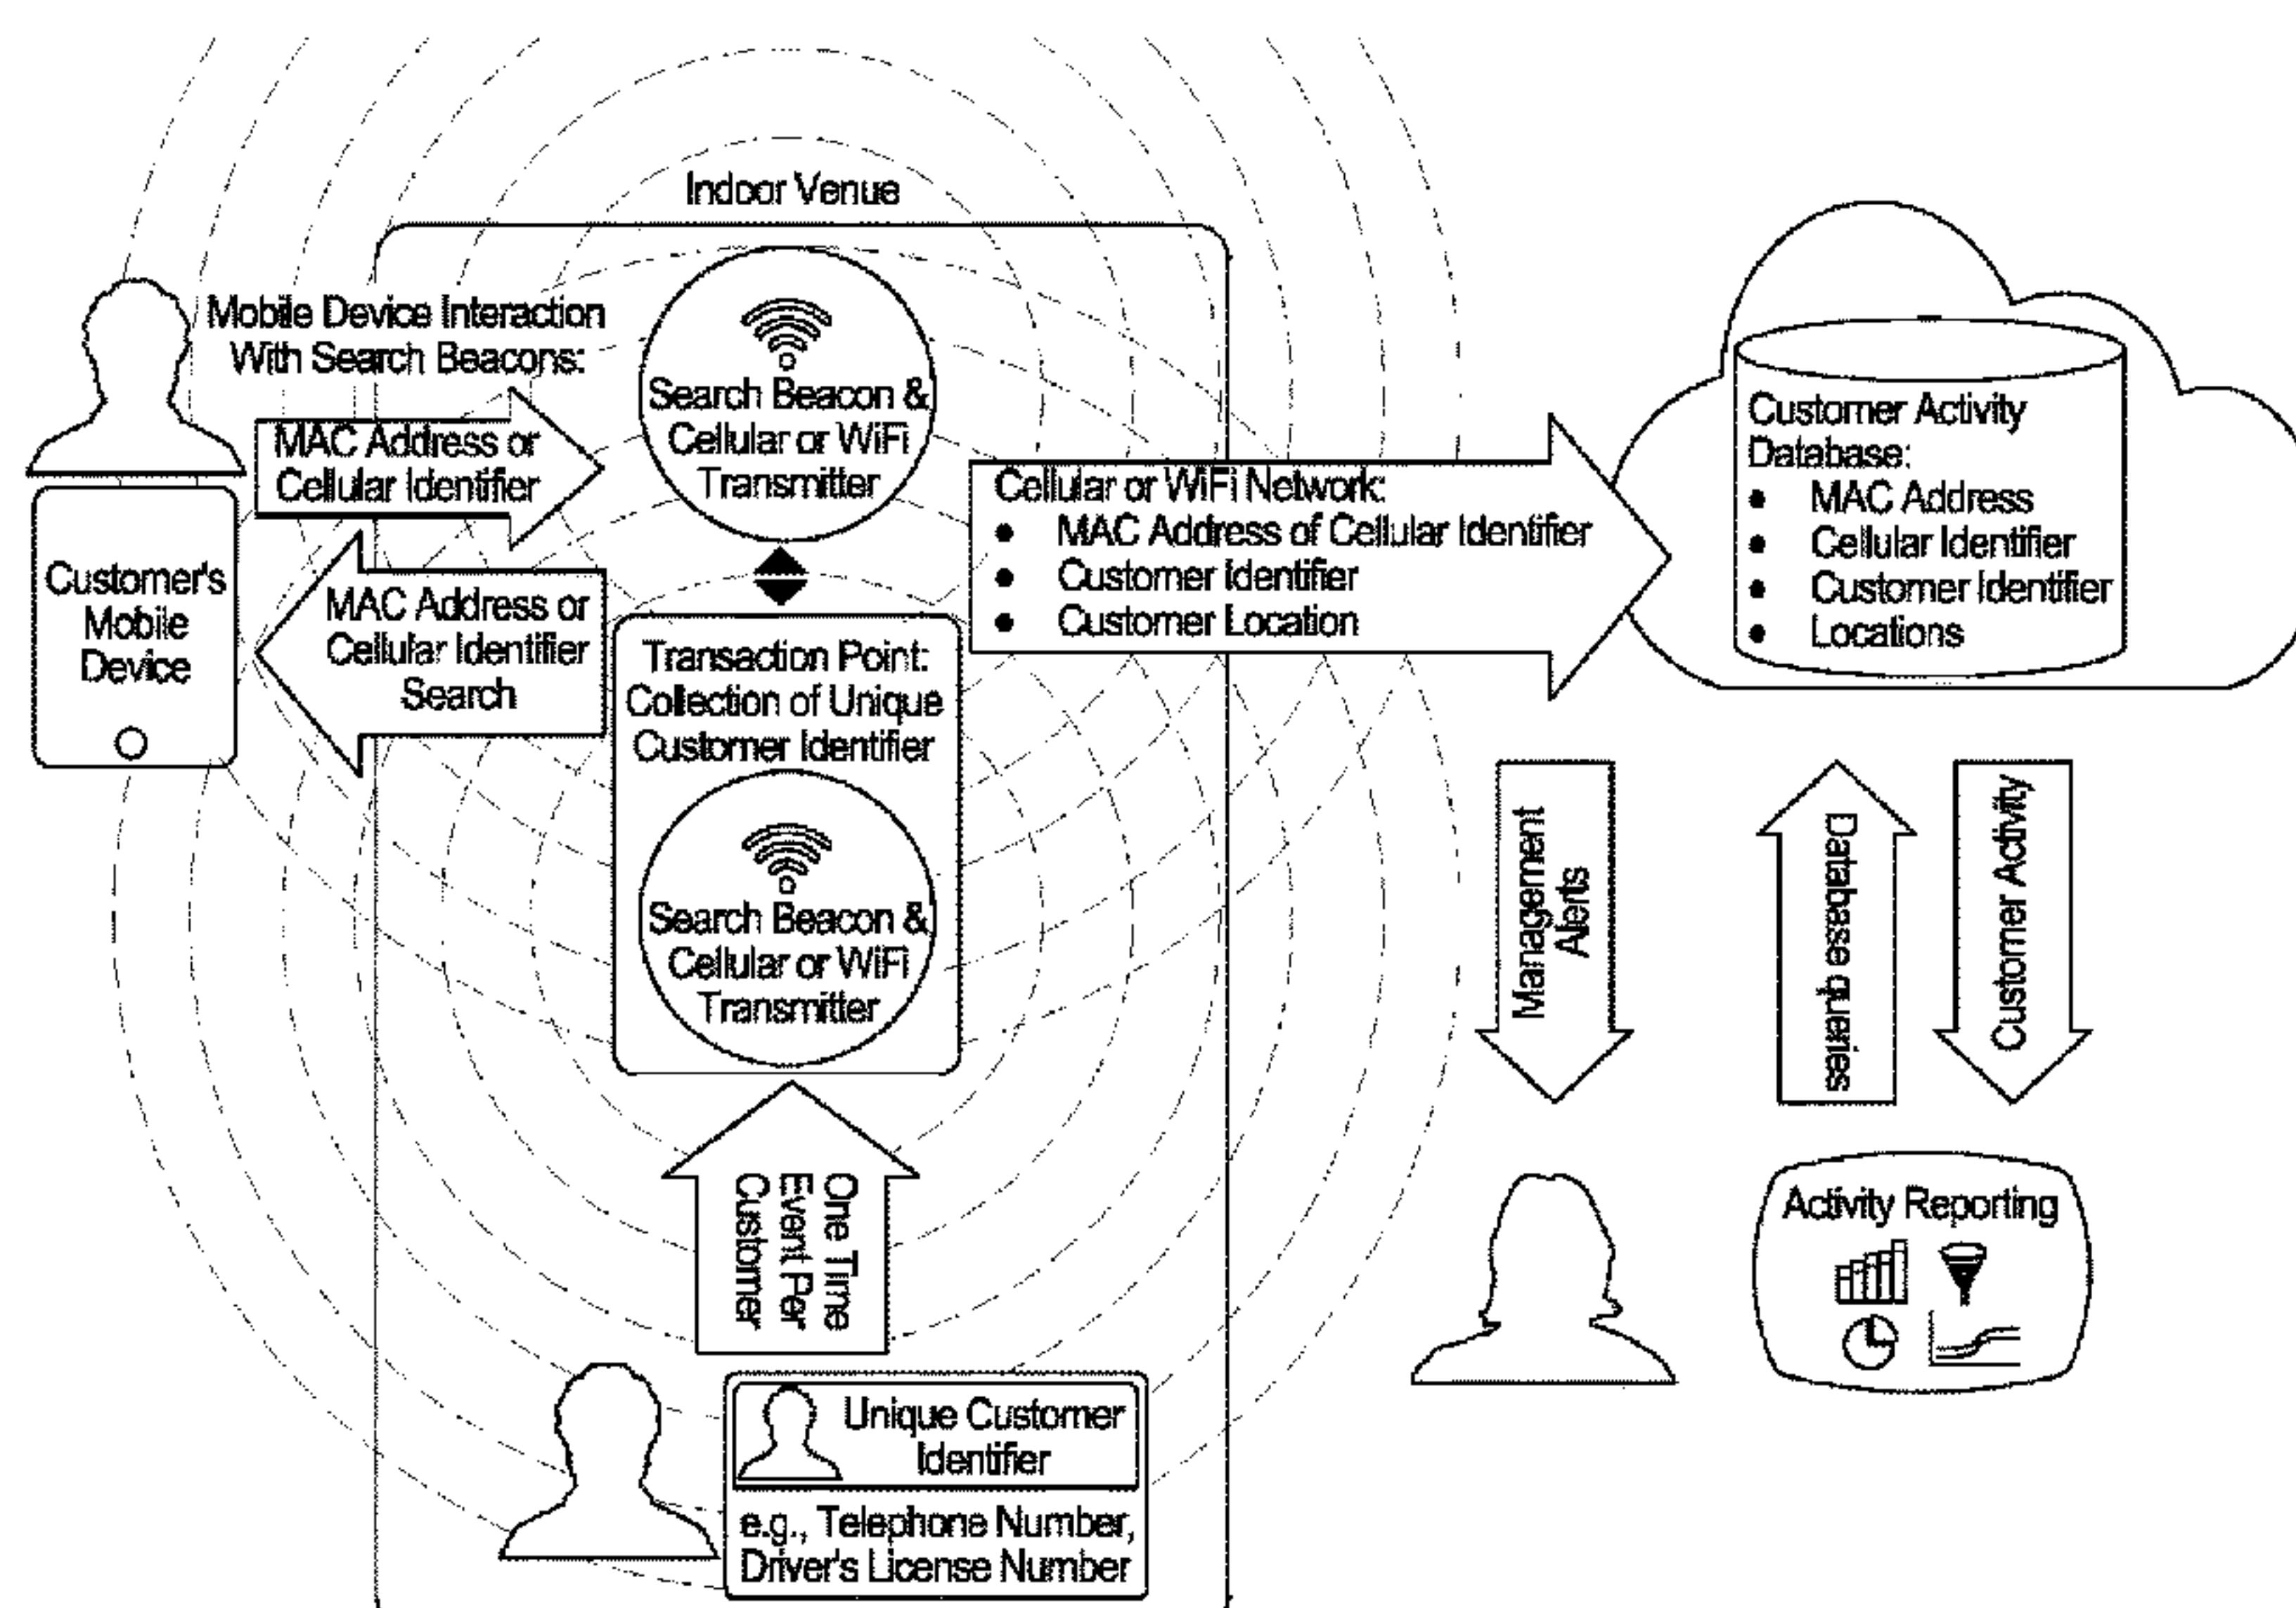 Indoor Venue
Mobile Device Interaction
With Search Beacons:
MAC Address or
Cellular Identifier
Customer's
Mobile
Device
MAC Address or
Cellular Identifier
Search
Search Beacon &
Cellular or WiFi
Transmitter
Transaction Point:
Collection of Unique
Customer Identifier
Search Beacon &
Cellular or WiFi
Transmitter
One Time
Event Per
Customer
Unique Customer
Identifier
e.g., Telephone Number,
Driver's License Number
Cellular or WiFi Network:
• MAC Address of Cellular Identifier
• Customer Identifier
• Customer Location
Customer Activity
Database:
• MAC Address
• Cellular Identifier
• Customer Identifier
• Locations
Management
Alerts
Database queries
Customer Activity
Activity Reporting